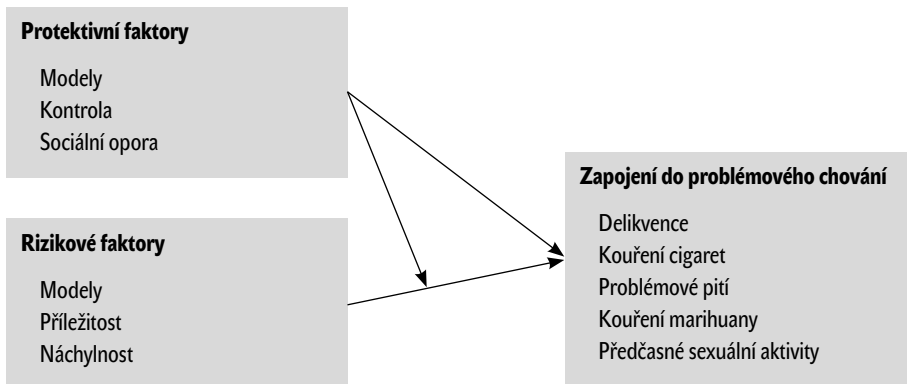 Protektivní faktory
Modely
Kontrola
Sociální opora
Rizikové faktory
Modely
Příležitost
Náchylnost
Zapojení do problémového chování
Delikvence
Kouření cigaret
Problémové pití
Kouření marihuany
Předčasné sexuální aktivity